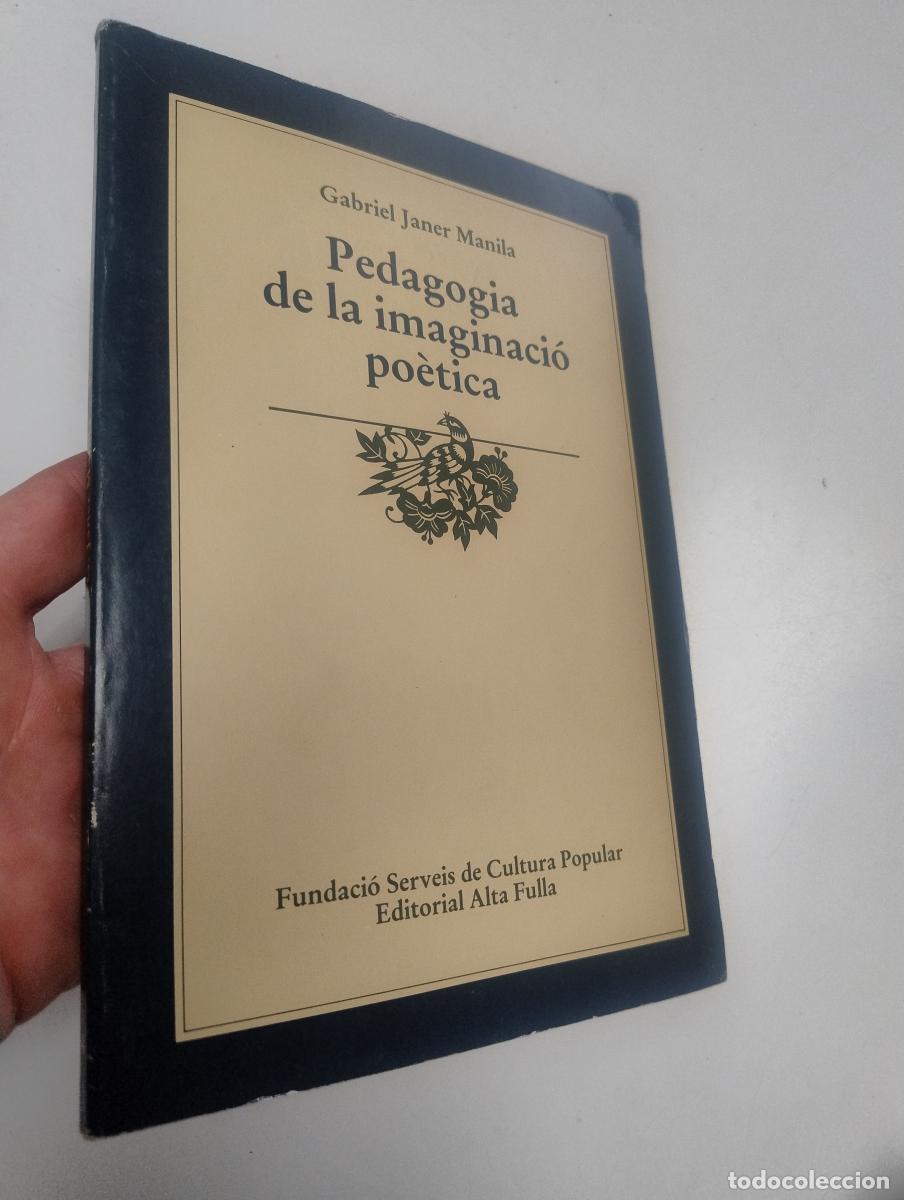 Gabriel Janer Manila
Pedagogia
de la imaginació
poètica
Fundació Serveis de Cultura Popular
Editorial Alta Fulla
todocoleccion